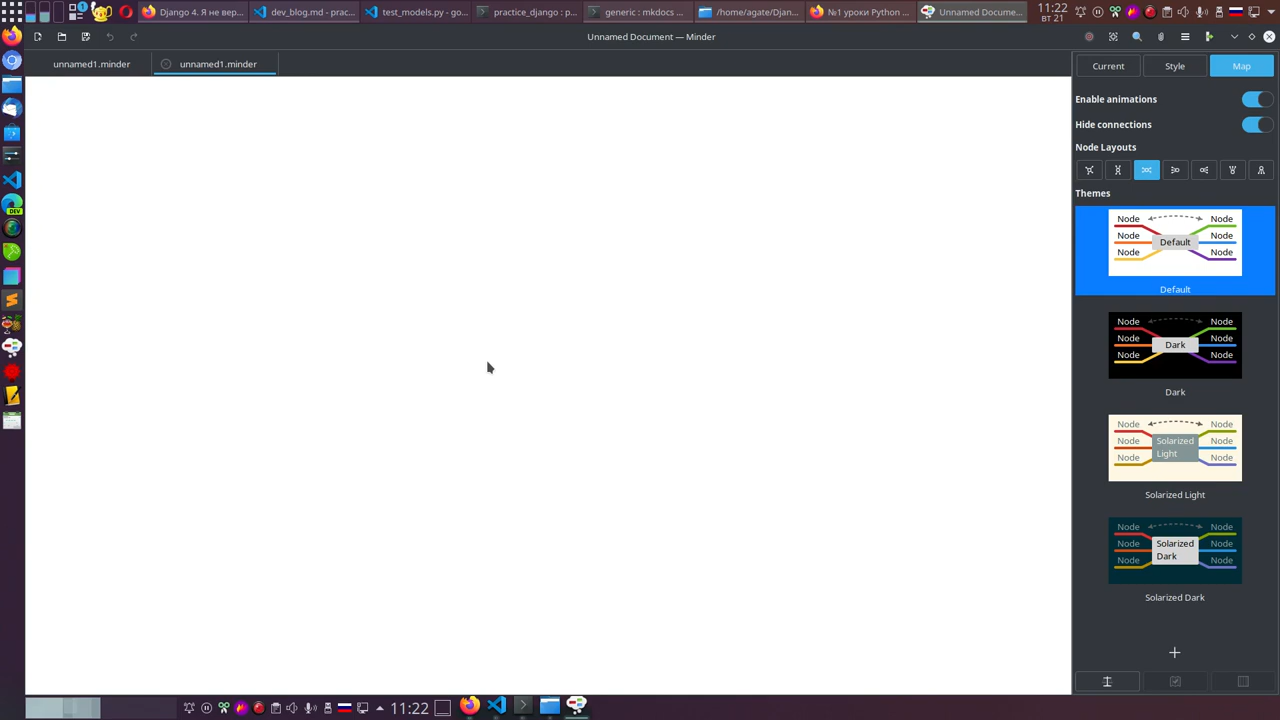 Django 4. Я не вер...
dev_blog.md - prac...
test_models.py - go...
practice_django : p...
generic : mkdocs ...
/home/agate/Djan...
№1 уроки Python ...
Unnamed Docume...
11:22
вт 21
Unnamed Document — Minder
unnamed1.minder
unnamed1.minder
Current
Style
Map
Enable animations
Hide connections
Node Layouts
Themes
Node
Node
Node
Default
Node
Node
Node
Default
Node
Node
Node
Dark
Node
Node
Node
Dark
Node
Node
Node
Solarized
Light
Node
Node
Node
Solarized Light
Node
Node
Node
Solarized
Dark
Node
Node
Node
Solarized Dark
DEV
11:22